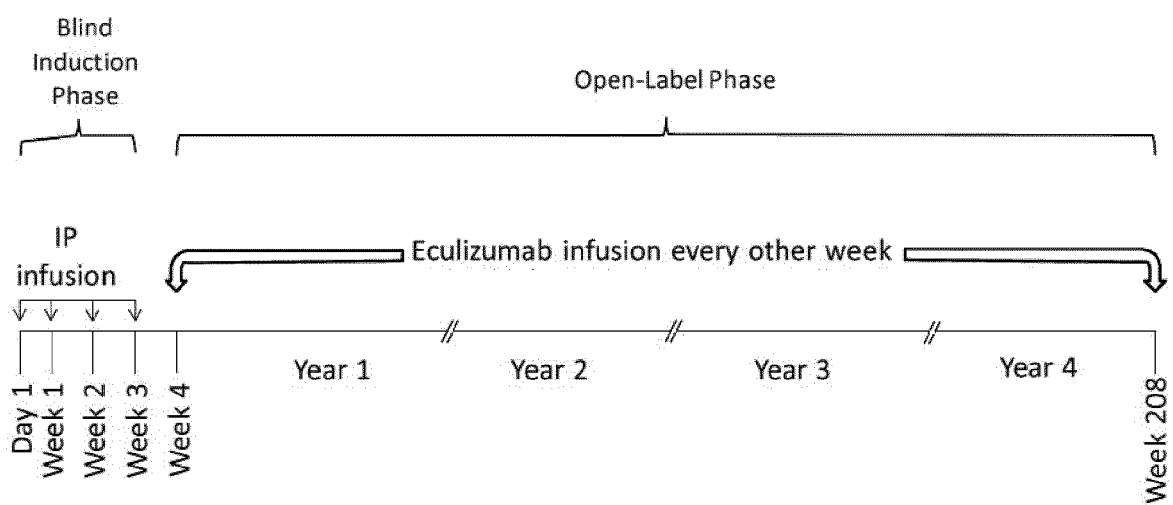 Blind
Induction
Phase
Open-Label Phase
IP
infusion
Eculizumab infusion every other week
Year 1
Year 2
Year 3
Year 4
Day 1
Week 1
Week 2
Week 3
Week 4
Week 208